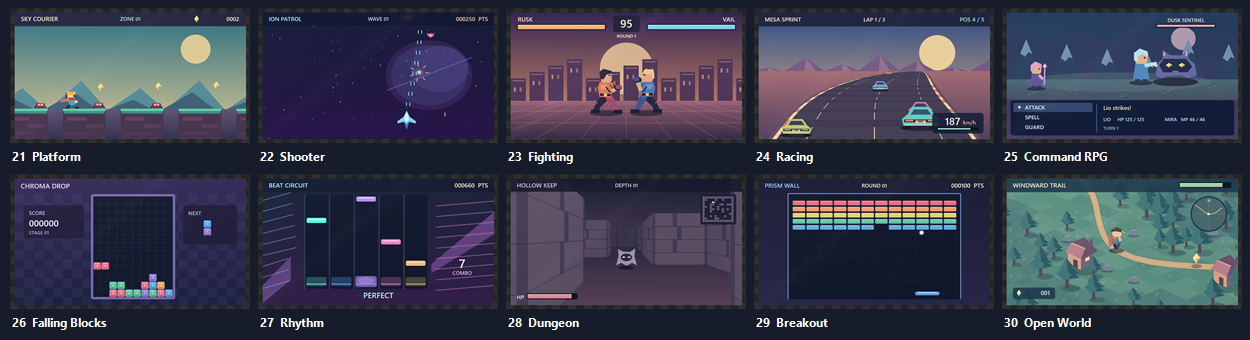 SKY COURIER ZONE 01 0002
21 Platform
ION PATROL WAVE 01 000250 PTS
22 Shooter
RUSK 95 VAIL
ROUND 1
23 Fighting
MESA SPRINT LAP 1 / 3 POS 4 / 5
187 km/h
24 Racing
DUSK SENTINEL
ATTACK
SPELL
GUARD
Lio strikes!
LIO HP 125 / 125 MIRA MP 46 / 46
TURN 1
25 Command RPG
CHROMA DROP
SCORE
000000
STAGE 01
NEXT
26 Falling Blocks
BEAT CIRCUIT 000660 PTS
7
COMBO
PERFECT
27 Rhythm
HOLLOW KEEP DEPTH 01
HP
28 Dungeon
PRISM WALL ROUND 01 000100 PTS
29 Breakout
WINDWARD TRAIL
001
30 Open World